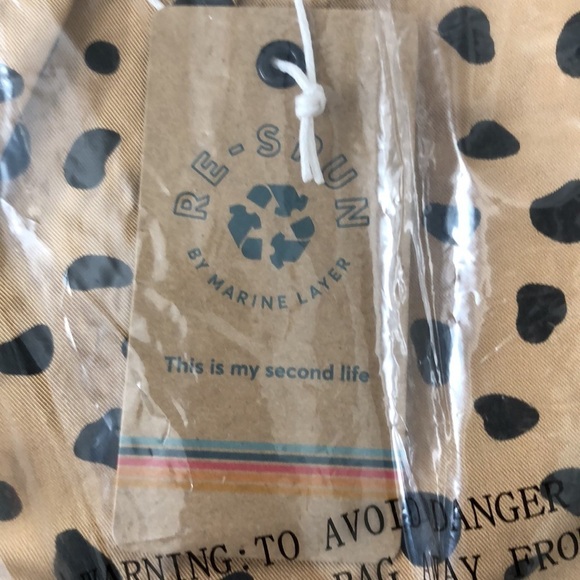 RE-SPUN
BY MARINE LAYER
This is my second life
WARNING:TO AVOID DANGER
BAG AWAY FROM